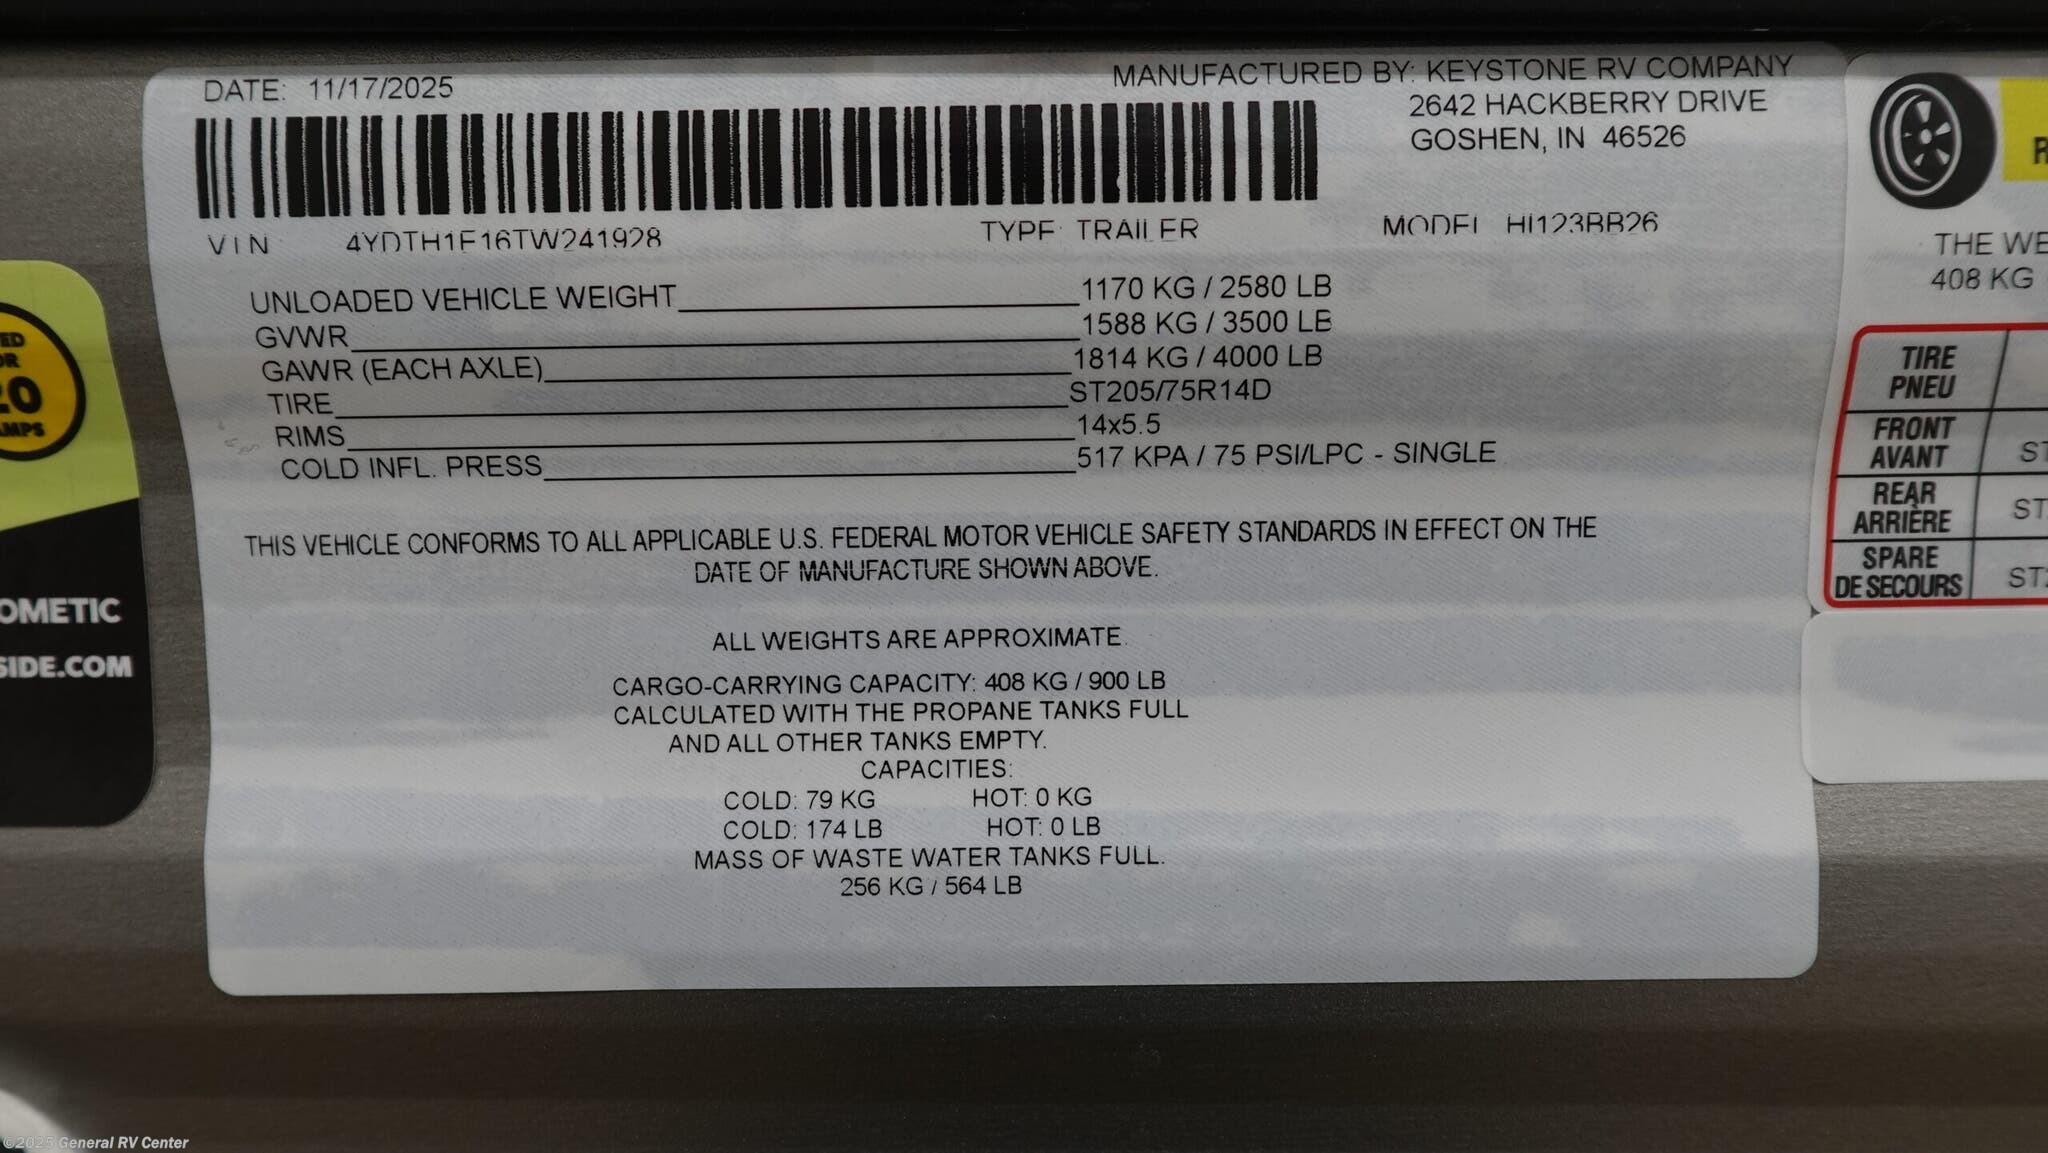 DATE: 11/17/2025
MANUFACTURED BY: KEYSTONE RV COMPANY
2642 HACKBERRY DRIVE
GOSHEN, IN 46526
VIN 4YDTH1E16TW241928 TYPE: TRAILER MODEL HI123BB26
UNLOADED VEHICLE WEIGHT 1170 KG / 2580 LB
GVWR 1588 KG / 3500 LB
GAWR (EACH AXLE) 1814 KG / 4000 LB
TIRE ST205/75R14D
RIMS 14x5.5
COLD INFL. PRESS 517 KPA / 75 PSI/LPC - SINGLE
THIS VEHICLE CONFORMS TO ALL APPLICABLE U.S. FEDERAL MOTOR VEHICLE SAFETY STANDARDS IN EFFECT ON THE
DATE OF MANUFACTURE SHOWN ABOVE.
ALL WEIGHTS ARE APPROXIMATE.
CARGO-CARRYING CAPACITY: 408 KG / 900 LB
CALCULATED WITH THE PROPANE TANKS FULL
AND ALL OTHER TANKS EMPTY.
CAPACITIES:
COLD: 79 KG HOT: 0 KG
COLD: 174 LB HOT: 0 LB
MASS OF WASTE WATER TANKS FULL.
256 KG / 564 LB
THE WE
408 KG
TIRE
PNEU
FRONT
AVANT
REAR
ARRIÈRE
SPARE
DE SECOURS
OMETIC
SIDE.COM
©2025 General RV Center